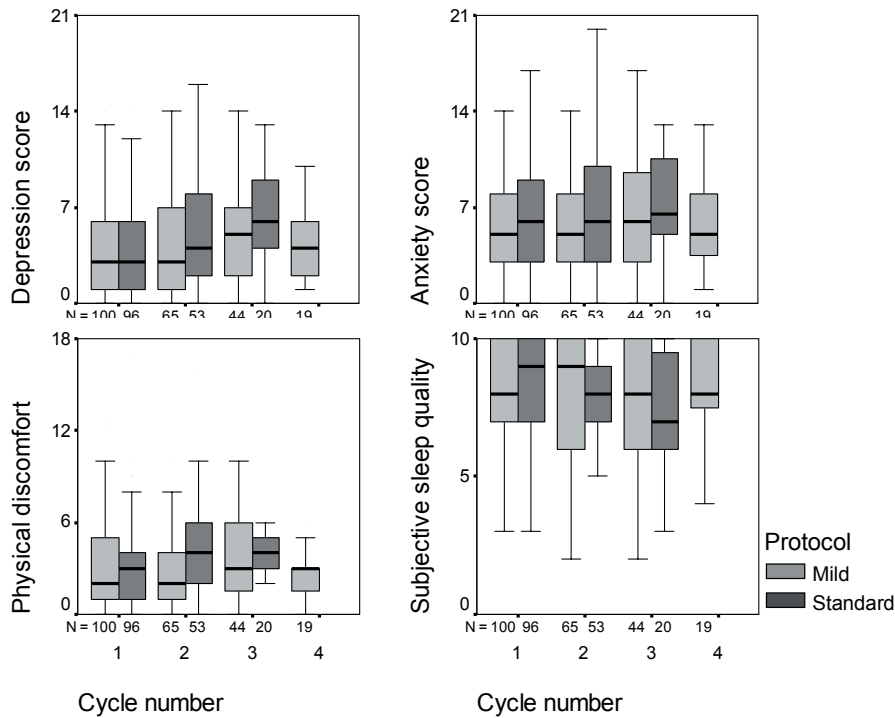 Depression score
21
14
7
0
N = 100 96 65 53 44 20 19
Anxiety score
21
14
7
0
N = 100 96 65 53 44 20 19
Physical discomfort
18
12
6
0
N = 100 96 65 53 44 20 19
1 2 3 4
Cycle number
Subjective sleep quality
10
5
0
N = 100 96 65 53 44 20 19
1 2 3 4
Cycle number
Protocol
Mild
Standard